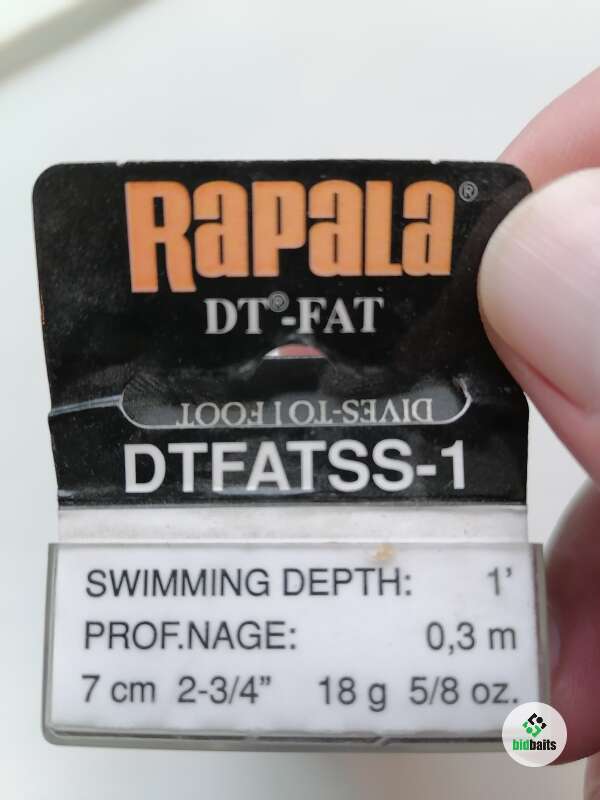 RAPALA®
DT®-FAT
DIVES-TO 1 FOOT
DTFATSS-1
SWIMMING DEPTH: 1'
PROF.NAGE: 0,3 m
7 cm 2-3/4" 18 g 5/8 oz.
bidbaits